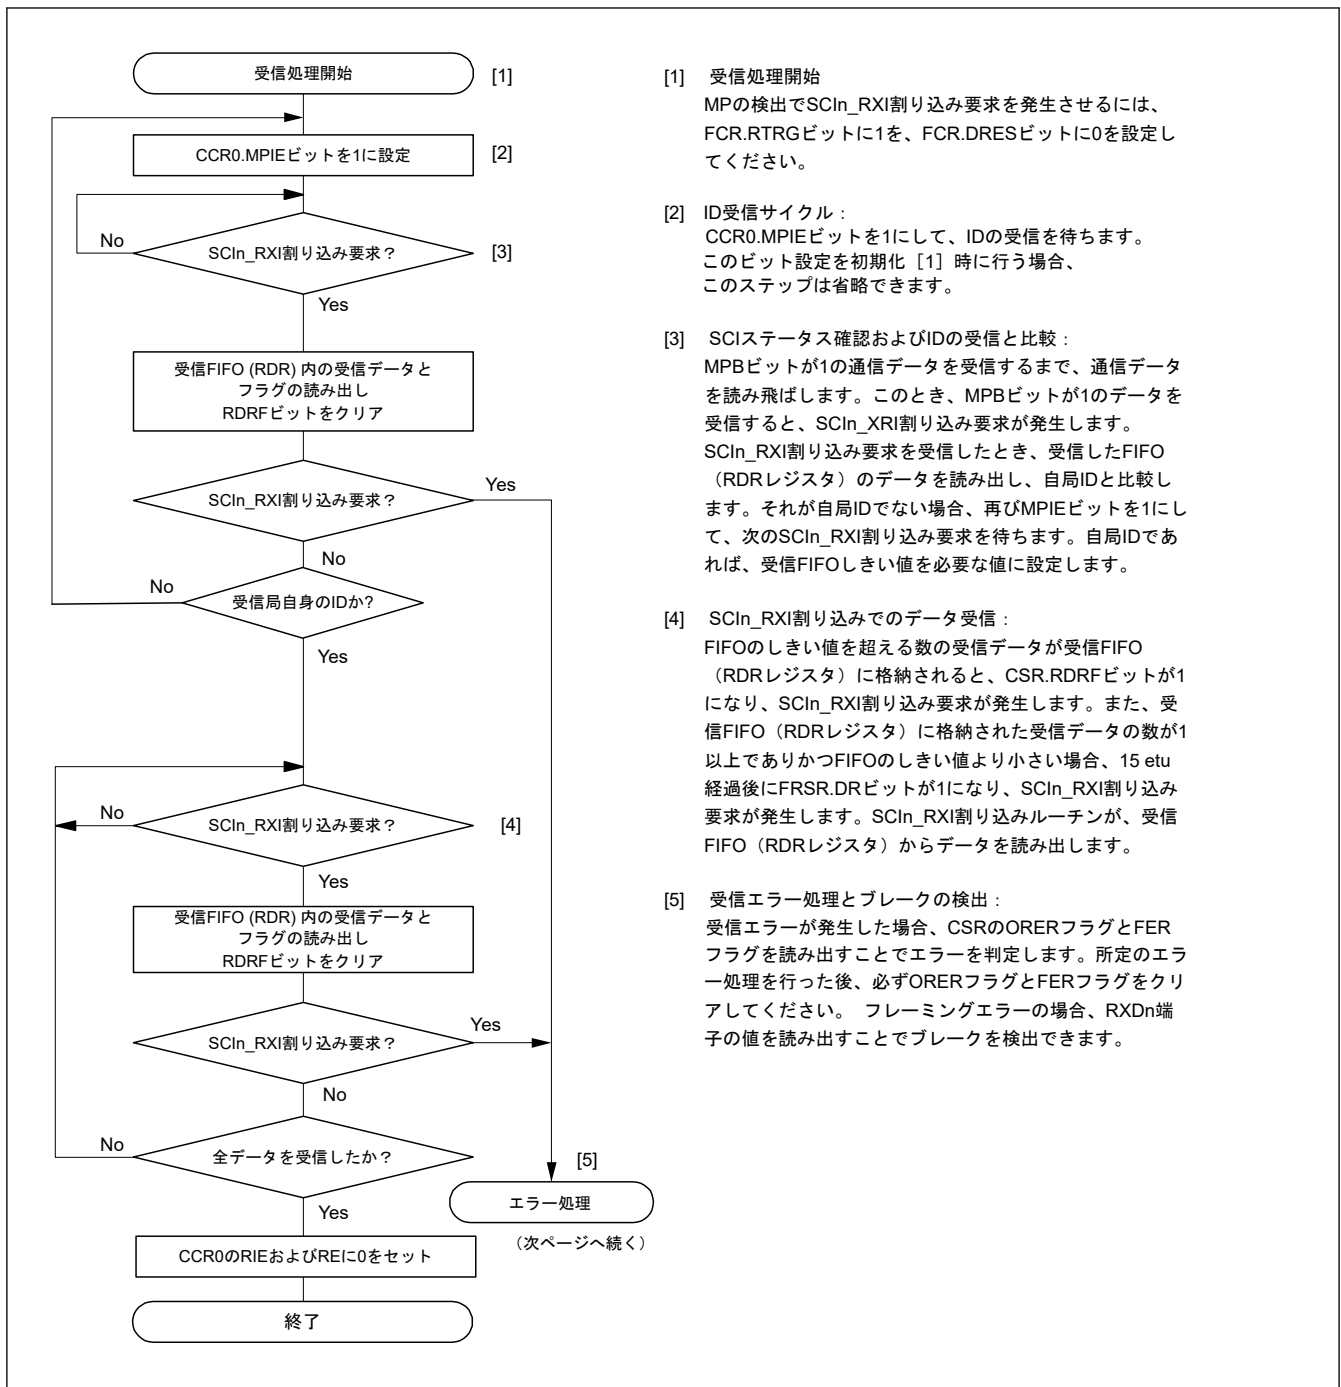 受信処理開始
[1]
CCR0.MPIEビットを1に設定
[2]
No
SCIn_RXI割り込み要求？
[3]
Yes
受信FIFO (RDR) 内の受信データと
フラグの読み出し
RDRFビットをクリア
SCIn_RXI割り込み要求？
Yes
No
No
受信局自身のIDか?
Yes
No
SCIn_RXI割り込み要求？
[4]
Yes
受信FIFO (RDR) 内の受信データと
フラグの読み出し
RDRFビットをクリア
Yes
SCIn_RXI割り込み要求？
No
No
全データを受信したか？
[5]
エラー処理
Yes
（次ページへ続く）
CCR0のRIEおよびREに0をセット
終了
[1] 受信処理開始
MPの検出でSCIn_RXI割り込み要求を発生させるには、
FCR.RTRGビットに1を、FCR.DRESビットに0を設定し
てください。
[2] ID受信サイクル：
CCR0.MPIEビットを1にして、IDの受信を待ちます。
このビット設定を初期化［1］時に行う場合、
このステップは省略できます。
[3] SCIステータス確認およびIDの受信と比較：
MPBビットが1の通信データを受信するまで、通信データ
を読み飛ばします。このとき、MPBビットが1のデータを
受信すると、SCIn_XRI割り込み要求が発生します。
SCIn_RXI割り込み要求を受信したとき、受信したFIFO
（RDRレジスタ）のデータを読み出し、自局IDと比較し
ます。それが自局IDでない場合、再びMPIEビットを1にし
て、次のSCIn_RXI割り込み要求を待ちます。自局IDであ
れば、受信FIFOしきい値を必要な値に設定します。
[4] SCIn_RXI割り込みでのデータ受信：
FIFOのしきい値を超える数の受信データが受信FIFO
（RDRレジスタ）に格納されると、CSR.RDRFビットが1
になり、SCIn_RXI割り込み要求が発生します。また、受
信FIFO（RDRレジスタ）に格納された受信データの数が1
以上でありかつFIFOのしきい値より小さい場合、15 etu
経過後にFRSR.DRビットが1になり、SCIn_RXI割り込み
要求が発生します。SCIn_RXI割り込みルーチンが、受信
FIFO（RDRレジスタ）からデータを読み出します。
[5] 受信エラー処理とブレークの検出：
受信エラーが発生した場合、CSRのORERフラグとFER
フラグを読み出すことでエラーを判定します。所定のエラ
ー処理を行った後、必ずORERフラグとFERフラグをクリ
アしてください。 フレーミングエラーの場合、RXDn端
子の値を読み出すことでブレークを検出できます。